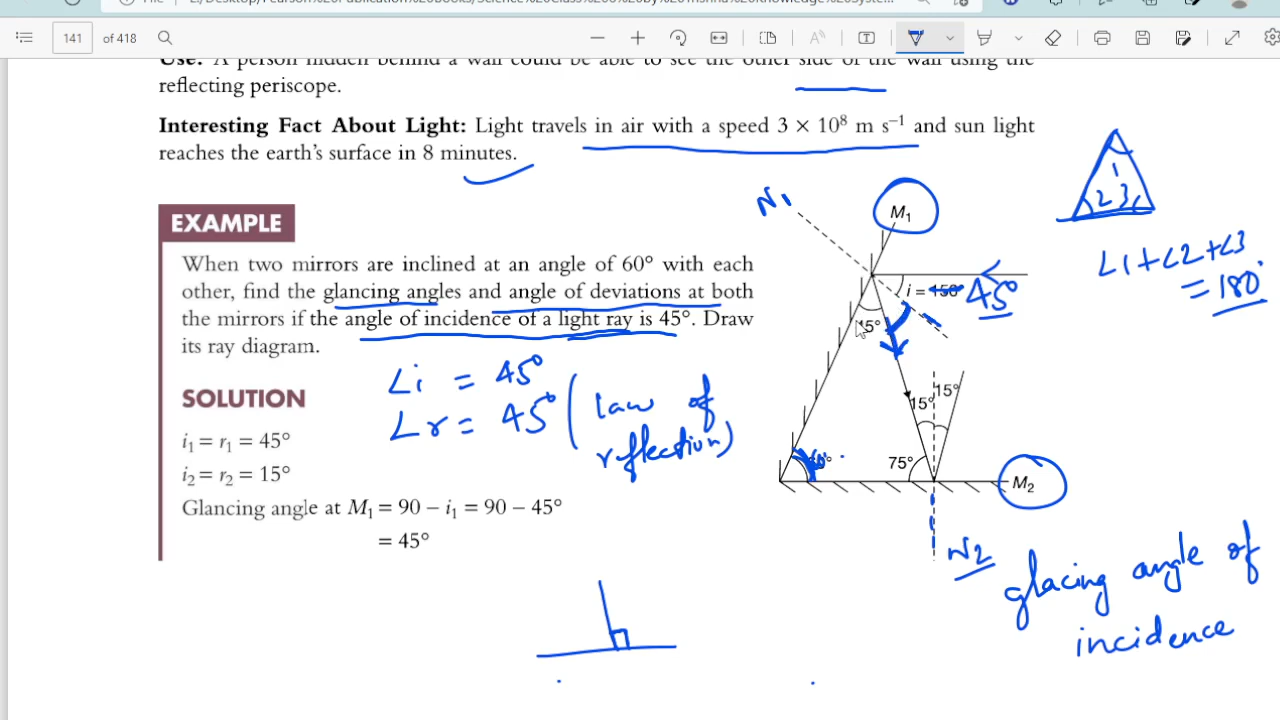 141 of 418
Use: A person hidden behind a wall could be able to see the other side of the wall using the
reflecting periscope.
Interesting Fact About Light: Light travels in air with a speed 3 × 10⁸ m s⁻¹ and sun light
reaches the earth's surface in 8 minutes.
EXAMPLE
When two mirrors are inclined at an angle of 60° with each
other, find the glancing angles and angle of deviations at both
the mirrors if the angle of incidence of a light ray is 45°. Draw
its ray diagram.
∠i = 45°
∠r = 45° (law of
reflection)
SOLUTION
i₁ = r₁ = 45°
i₂ = r₂ = 15°
Glancing angle at M₁ = 90 − i₁ = 90 − 45°
= 45°
N₁
M₁
i =
45°
15°
15°
75°
M₂
N2
1
2 3
∠1+∠2+∠3
= 180°
glacing angle of
incidence